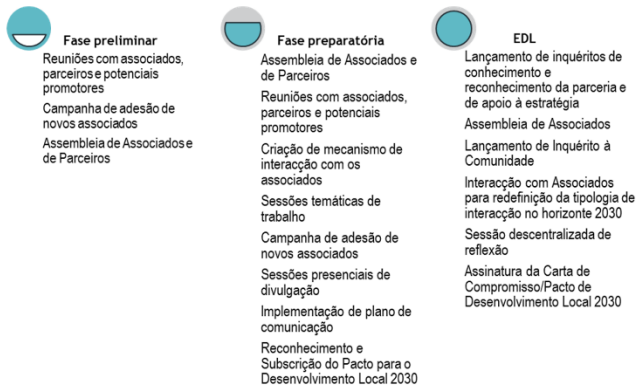 Fase preliminar
Reuniões com associados,
parceiros e potenciais
promotores
Campanha de adesão de
novos associados
Assembleia de Associados e
de Parceiros
Fase preparatória
Assembleia de Associados e
de Parceiros
Reuniões com associados,
parceiros e potenciais
promotores
Criação de mecanismo de
interacção com os
associados
Sessões temáticas de
trabalho
Campanha de adesão de
novos associados
Sessões presenciais de
divulgação
Implementação de plano de
comunicação
Reconhecimento e
Subscrição do Pacto para o
Desenvolvimento Local 2030
EDL
Lançamento de inquéritos de
conhecimento e
reconhecimento da parceria e
de apoio à estratégia
Assembleia de Associados
Lançamento de Inquérito à
Comunidade
Interacção com Associados
para redefinição da tipologia de
interacção no horizonte 2030
Sessão descentralizada de
reflexão
Assinatura da Carta de
Compromisso/Pacto de
Desenvolvimento Local 2030